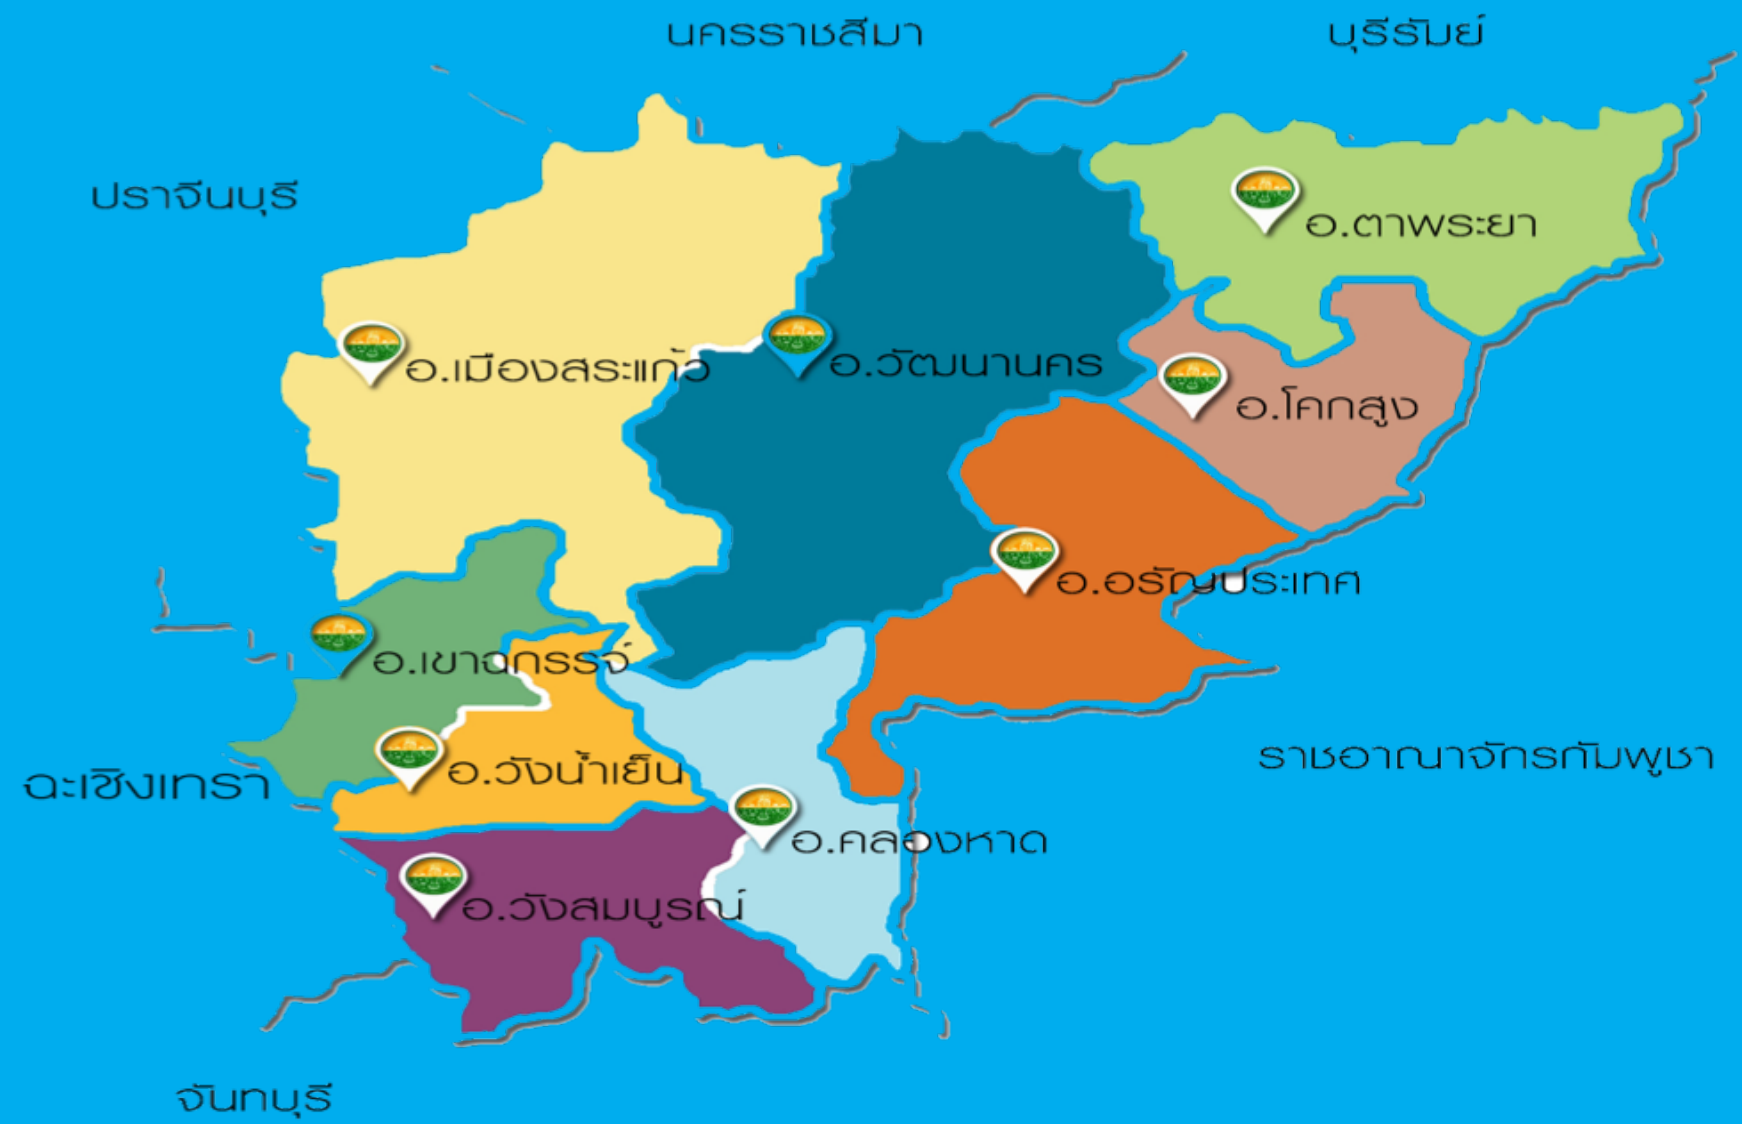 นครราชสีมา
บุรีรัมย์
ปราจีนบุรี
อ.ตาพระยา
อ.เมืองสระแก้ว
อ.วัฒนานคร
อ.โคกสูง
อ.อรัญประเทศ
อ.เขาฉกรรจ์
ราชอาณาจักรกัมพูชา
อ.วังน้ำเย็น
ฉะเชิงเทรา
อ.คลองหาด
อ.วังสมบูรณ์
จันทบุรี